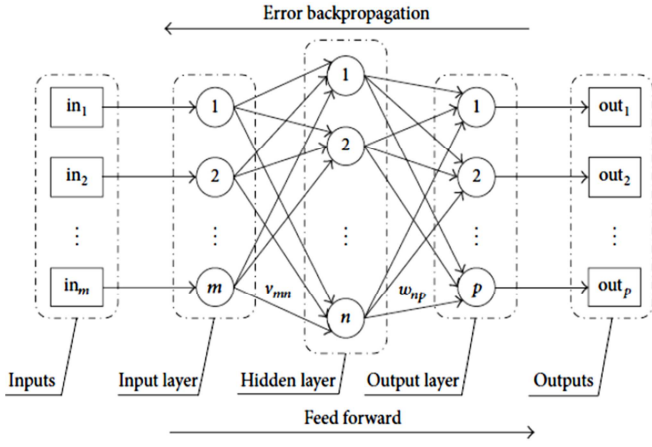 Error backpropagation
in₁ 1 1 1 out₁
in₂ 2 2 2 out₂
⋮ ⋮ ⋮ ⋮ ⋮
inₘ m vₘₙ n wₙₚ p outₚ
Inputs Input layer Hidden layer Output layer Outputs
Feed forward